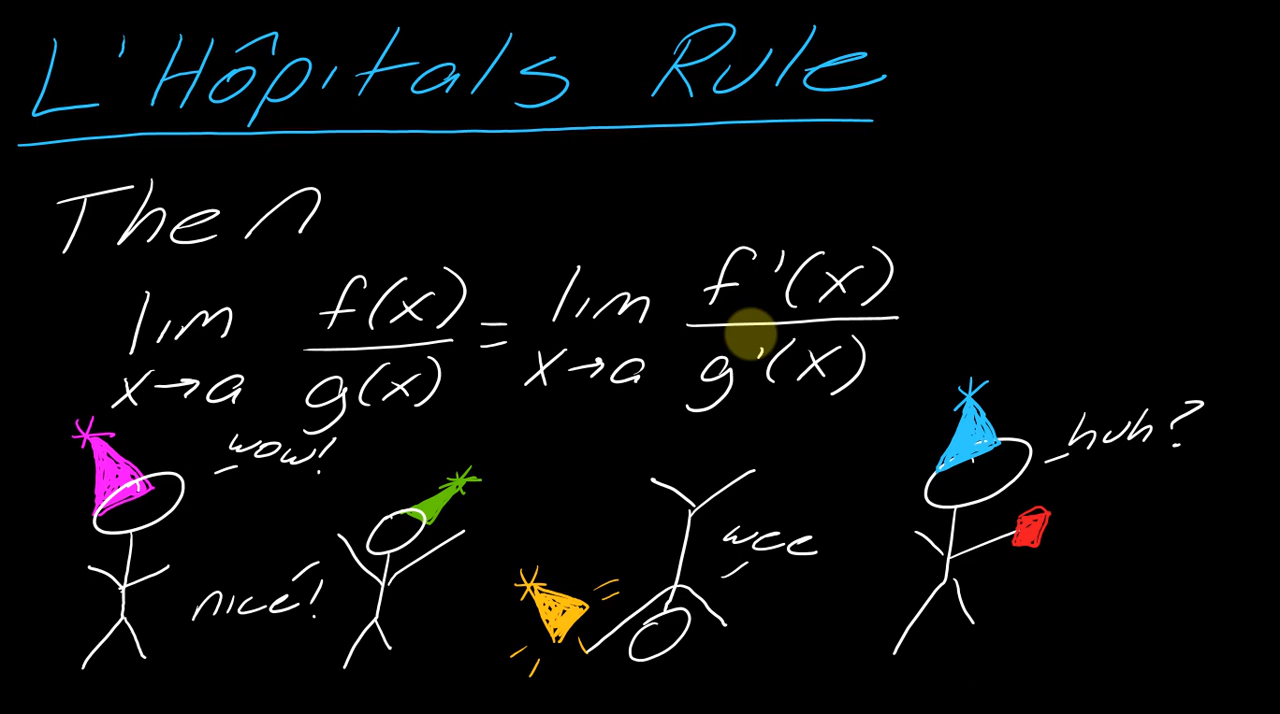 L'Hôpitals Rule
Then
lim x→a f(x)/g(x) = lim x→a f'(x)/g'(x)
wow!
huh?
wee
nice!